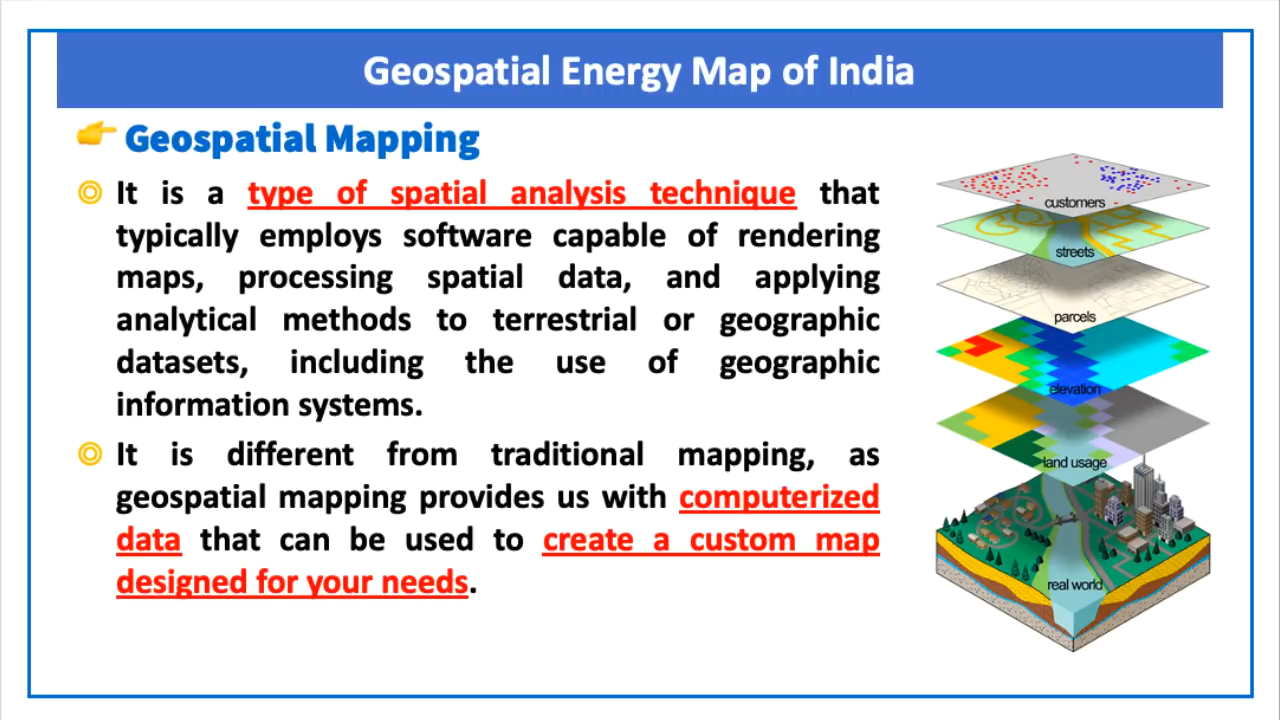 Geospatial Energy Map of India
Geospatial Mapping
It is a type of spatial analysis technique that
typically employs software capable of rendering
maps, processing spatial data, and applying
analytical methods to terrestrial or geographic
datasets, including the use of geographic
information systems.
It is different from traditional mapping, as
geospatial mapping provides us with computerized
data that can be used to create a custom map
designed for your needs.
customers
streets
parcels
elevation
land usage
real world